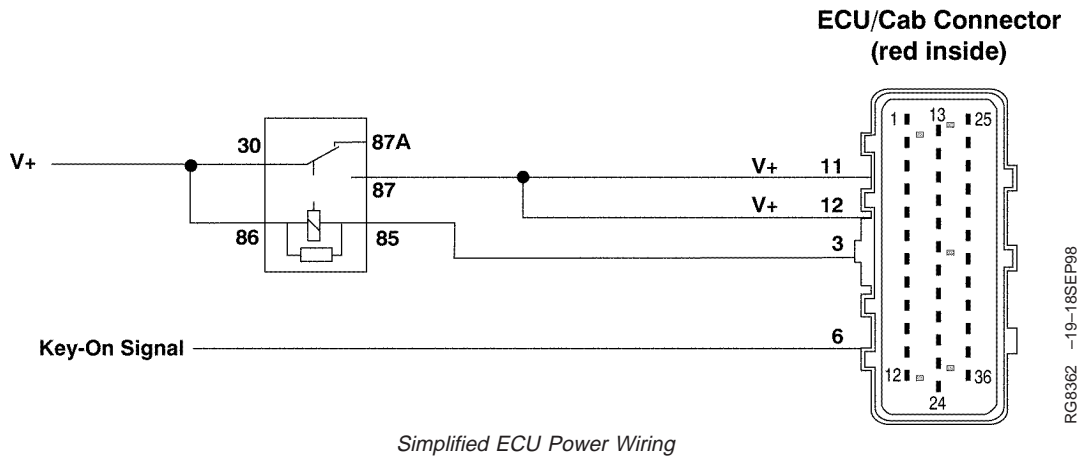 ECU/Cab Connector
(red inside)
V+
30
87A
87
86
85
V+ 11
V+ 12
3
Key-On Signal
6
1
13
25
12
24
36
RG8362 –19–18SEP98
Simplified ECU Power Wiring